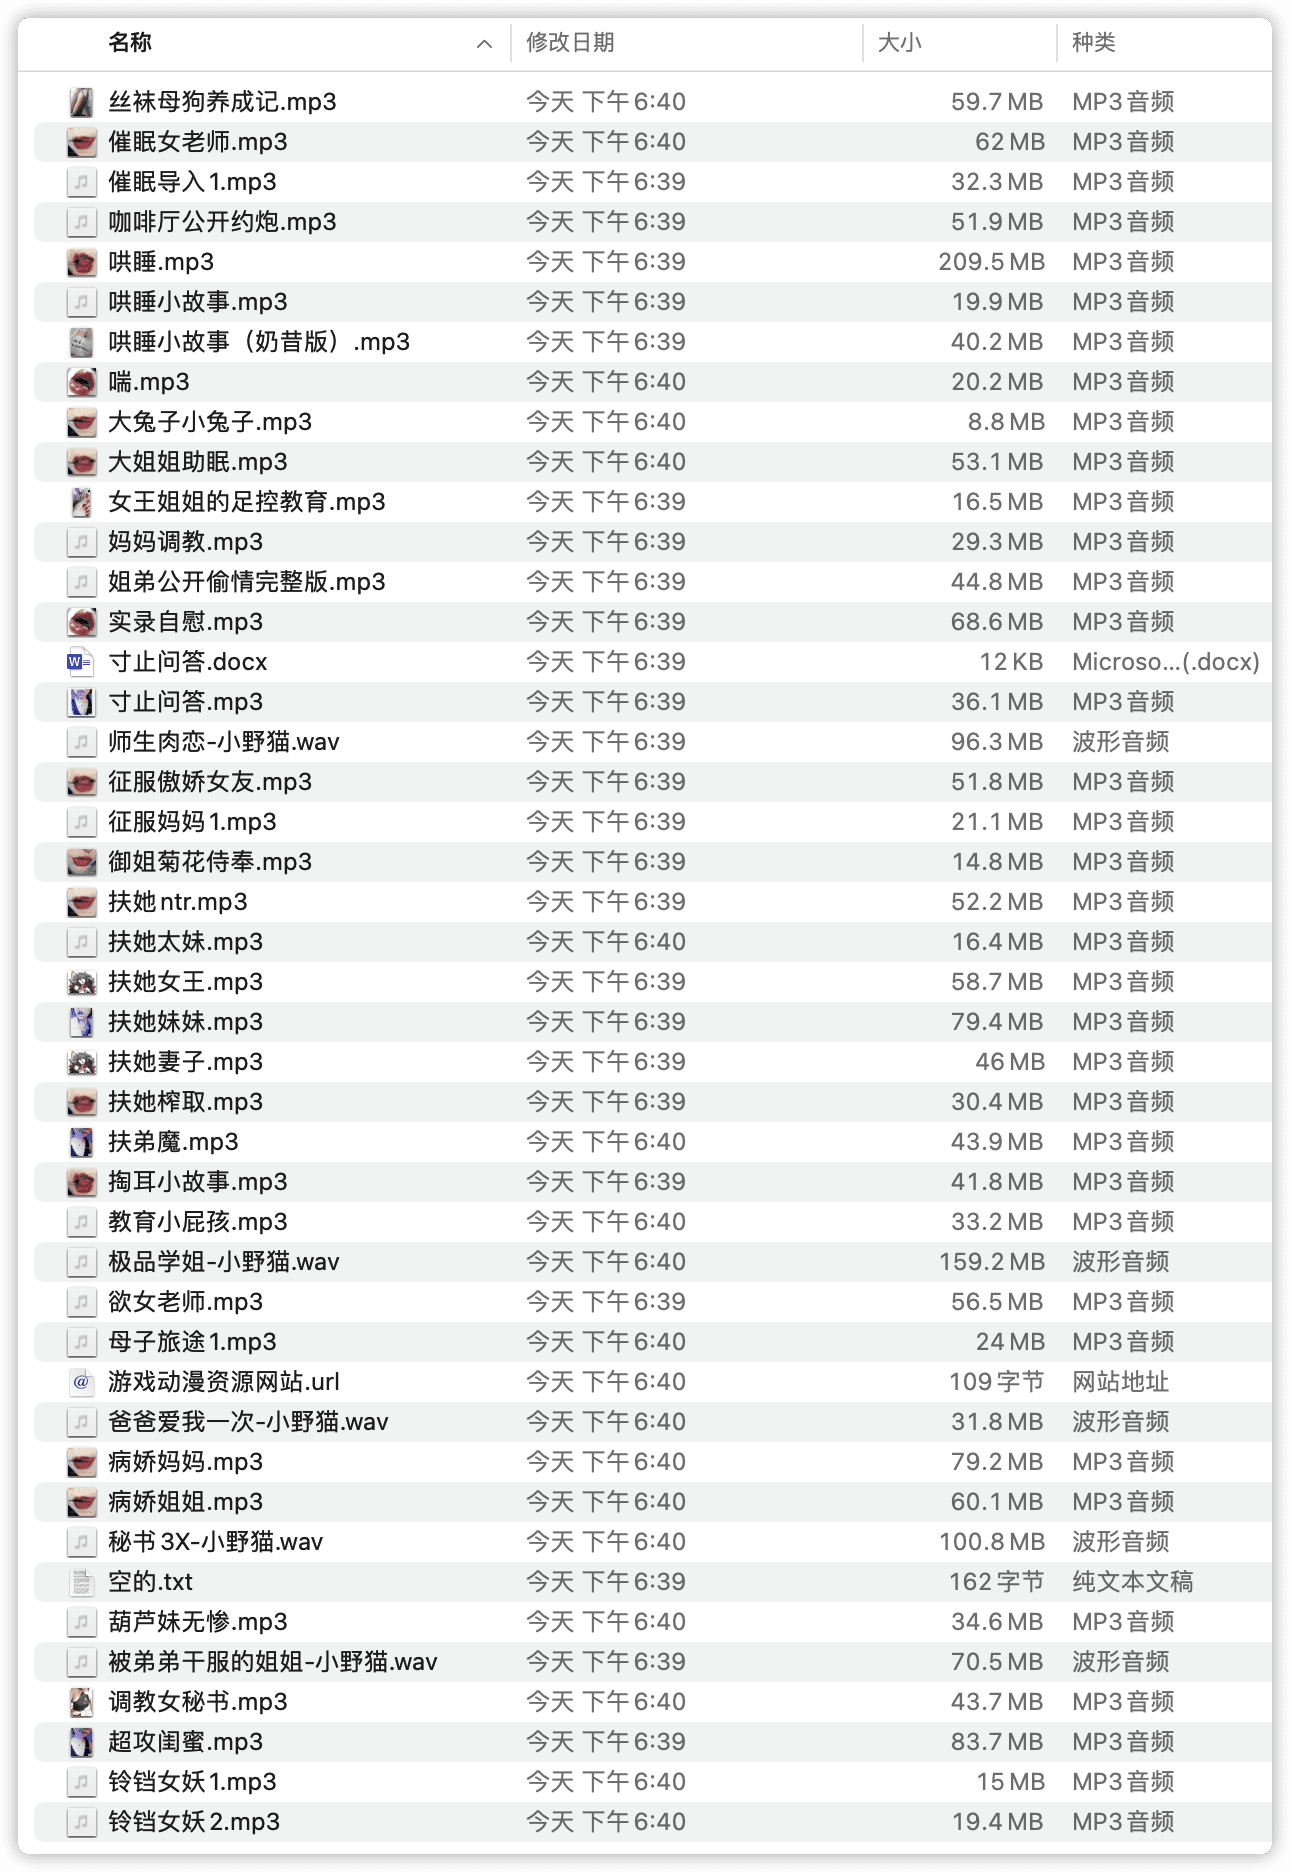 名称 修改日期 大小 种类
丝袜母狗养成记.mp3 今天 下午6:40 59.7 MB MP3音频
催眠女老师.mp3 今天 下午6:40 62 MB MP3音频
催眠导入1.mp3 今天 下午6:39 32.3 MB MP3音频
咖啡厅公开约炮.mp3 今天 下午6:39 51.9 MB MP3音频
哄睡.mp3 今天 下午6:39 209.5 MB MP3音频
哄睡小故事.mp3 今天 下午6:39 19.9 MB MP3音频
哄睡小故事（奶昔版）.mp3 今天 下午6:39 40.2 MB MP3音频
喘.mp3 今天 下午6:40 20.2 MB MP3音频
大兔子小兔子.mp3 今天 下午6:40 8.8 MB MP3音频
大姐姐助眠.mp3 今天 下午6:40 53.1 MB MP3音频
女王姐姐的足控教育.mp3 今天 下午6:39 16.5 MB MP3音频
妈妈调教.mp3 今天 下午6:39 29.3 MB MP3音频
姐弟公开偷情完整版.mp3 今天 下午6:39 44.8 MB MP3音频
实录自慰.mp3 今天 下午6:39 68.6 MB MP3音频
寸止问答.docx 今天 下午6:39 12 KB Microso...(.docx)
寸止问答.mp3 今天 下午6:39 36.1 MB MP3音频
师生肉恋-小野猫.wav 今天 下午6:39 96.3 MB 波形音频
征服傲娇女友.mp3 今天 下午6:39 51.8 MB MP3音频
征服妈妈1.mp3 今天 下午6:39 21.1 MB MP3音频
御姐菊花侍奉.mp3 今天 下午6:39 14.8 MB MP3音频
扶她ntr.mp3 今天 下午6:39 52.2 MB MP3音频
扶她太妹.mp3 今天 下午6:40 16.4 MB MP3音频
扶她女王.mp3 今天 下午6:39 58.7 MB MP3音频
扶她妹妹.mp3 今天 下午6:39 79.4 MB MP3音频
扶她妻子.mp3 今天 下午6:39 46 MB MP3音频
扶她榨取.mp3 今天 下午6:39 30.4 MB MP3音频
扶弟魔.mp3 今天 下午6:40 43.9 MB MP3音频
掏耳小故事.mp3 今天 下午6:39 41.8 MB MP3音频
教育小屁孩.mp3 今天 下午6:40 33.2 MB MP3音频
极品学姐-小野猫.wav 今天 下午6:40 159.2 MB 波形音频
欲女老师.mp3 今天 下午6:39 56.5 MB MP3音频
母子旅途1.mp3 今天 下午6:40 24 MB MP3音频
游戏动漫资源网站.url 今天 下午6:40 109字节 网站地址
爸爸爱我一次-小野猫.wav 今天 下午6:40 31.8 MB 波形音频
病娇妈妈.mp3 今天 下午6:40 79.2 MB MP3音频
病娇姐姐.mp3 今天 下午6:40 60.1 MB MP3音频
秘书3X-小野猫.wav 今天 下午6:40 100.8 MB 波形音频
空的.txt 今天 下午6:39 162字节 纯文本文稿
葫芦妹无惨.mp3 今天 下午6:40 34.6 MB MP3音频
被弟弟干服的姐姐-小野猫.wav 今天 下午6:39 70.5 MB 波形音频
调教女秘书.mp3 今天 下午6:40 43.7 MB MP3音频
超攻闺蜜.mp3 今天 下午6:39 83.7 MB MP3音频
铃铛女妖1.mp3 今天 下午6:40 15 MB MP3音频
铃铛女妖2.mp3 今天 下午6:40 19.4 MB MP3音频